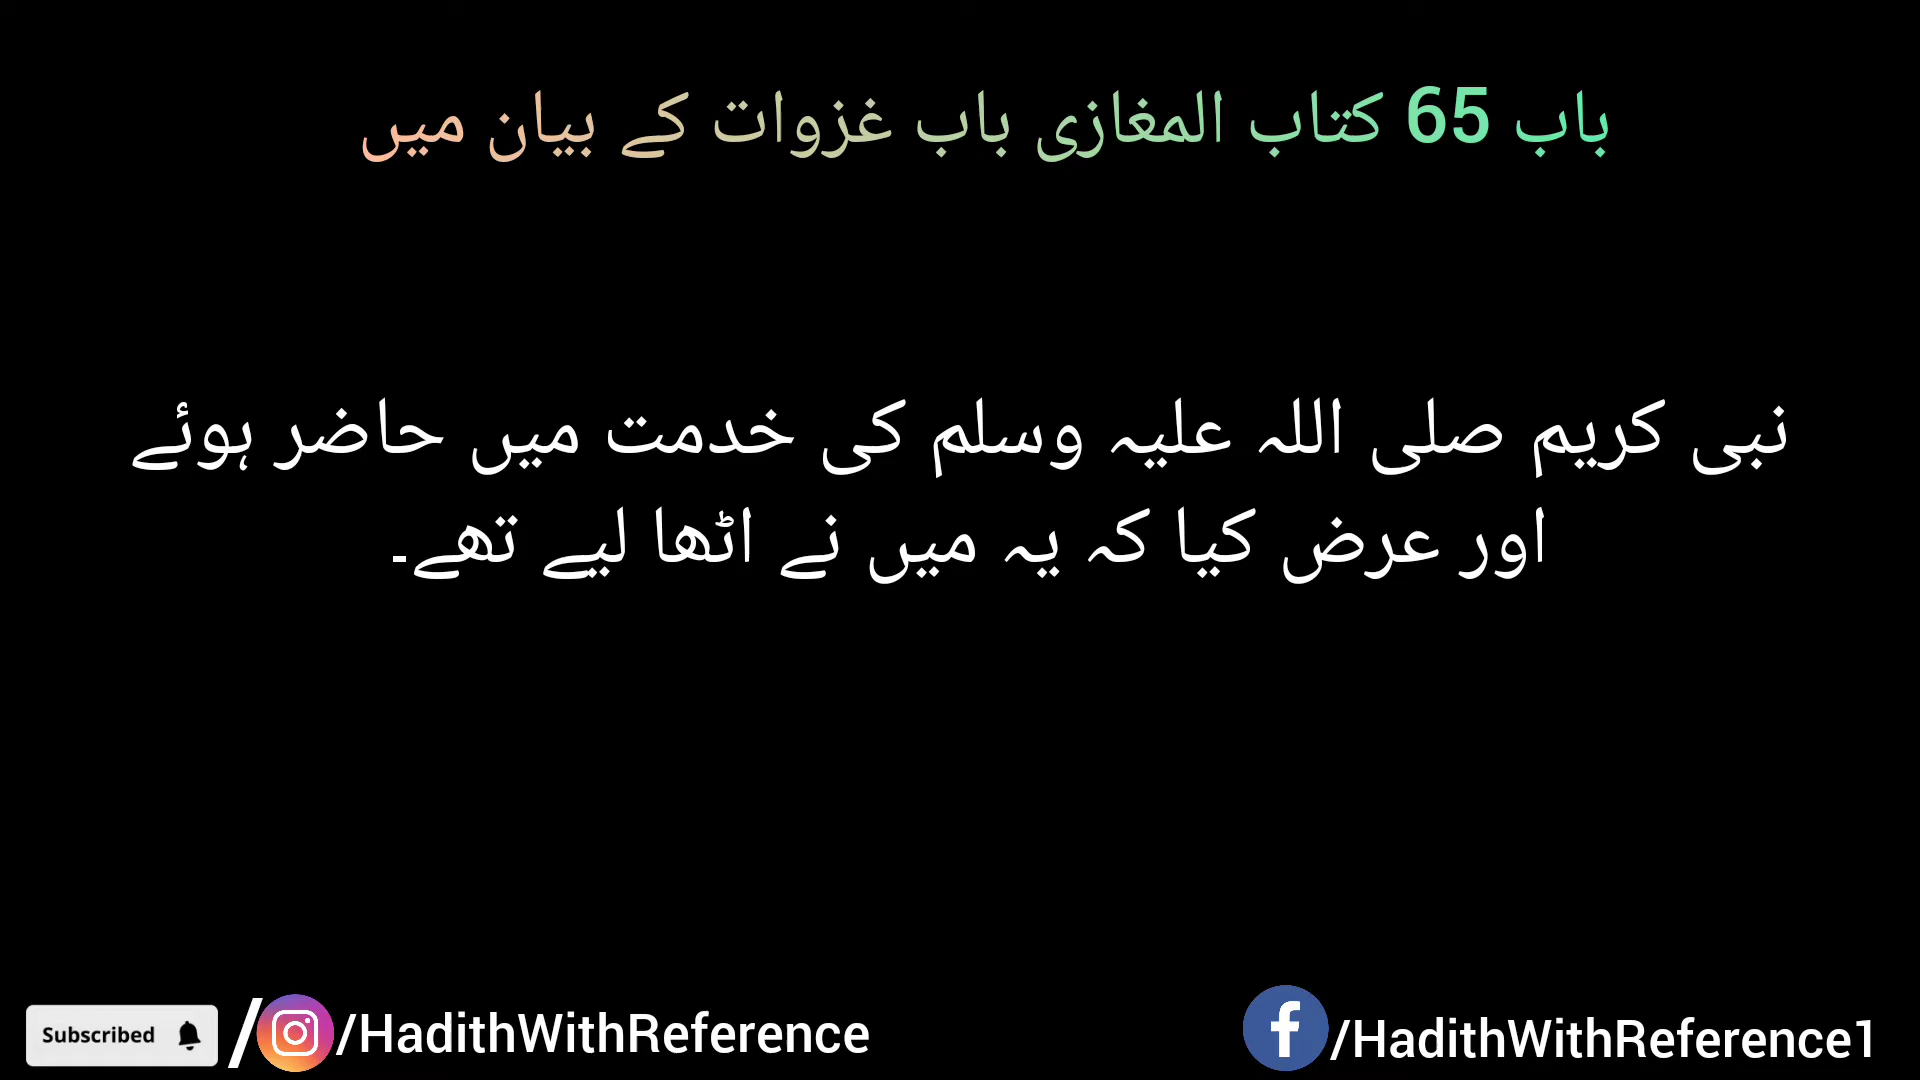 باب 65 کتاب المغازی باب غزوات کے بیان میں
نبی کریم صلی اللہ علیہ وسلم کی خدمت میں حاضر ہوئے
اور عرض کیا کہ یہ میں نے اٹھا لیے تھے۔
Subscribed / /HadithWithReference /HadithWithReference1